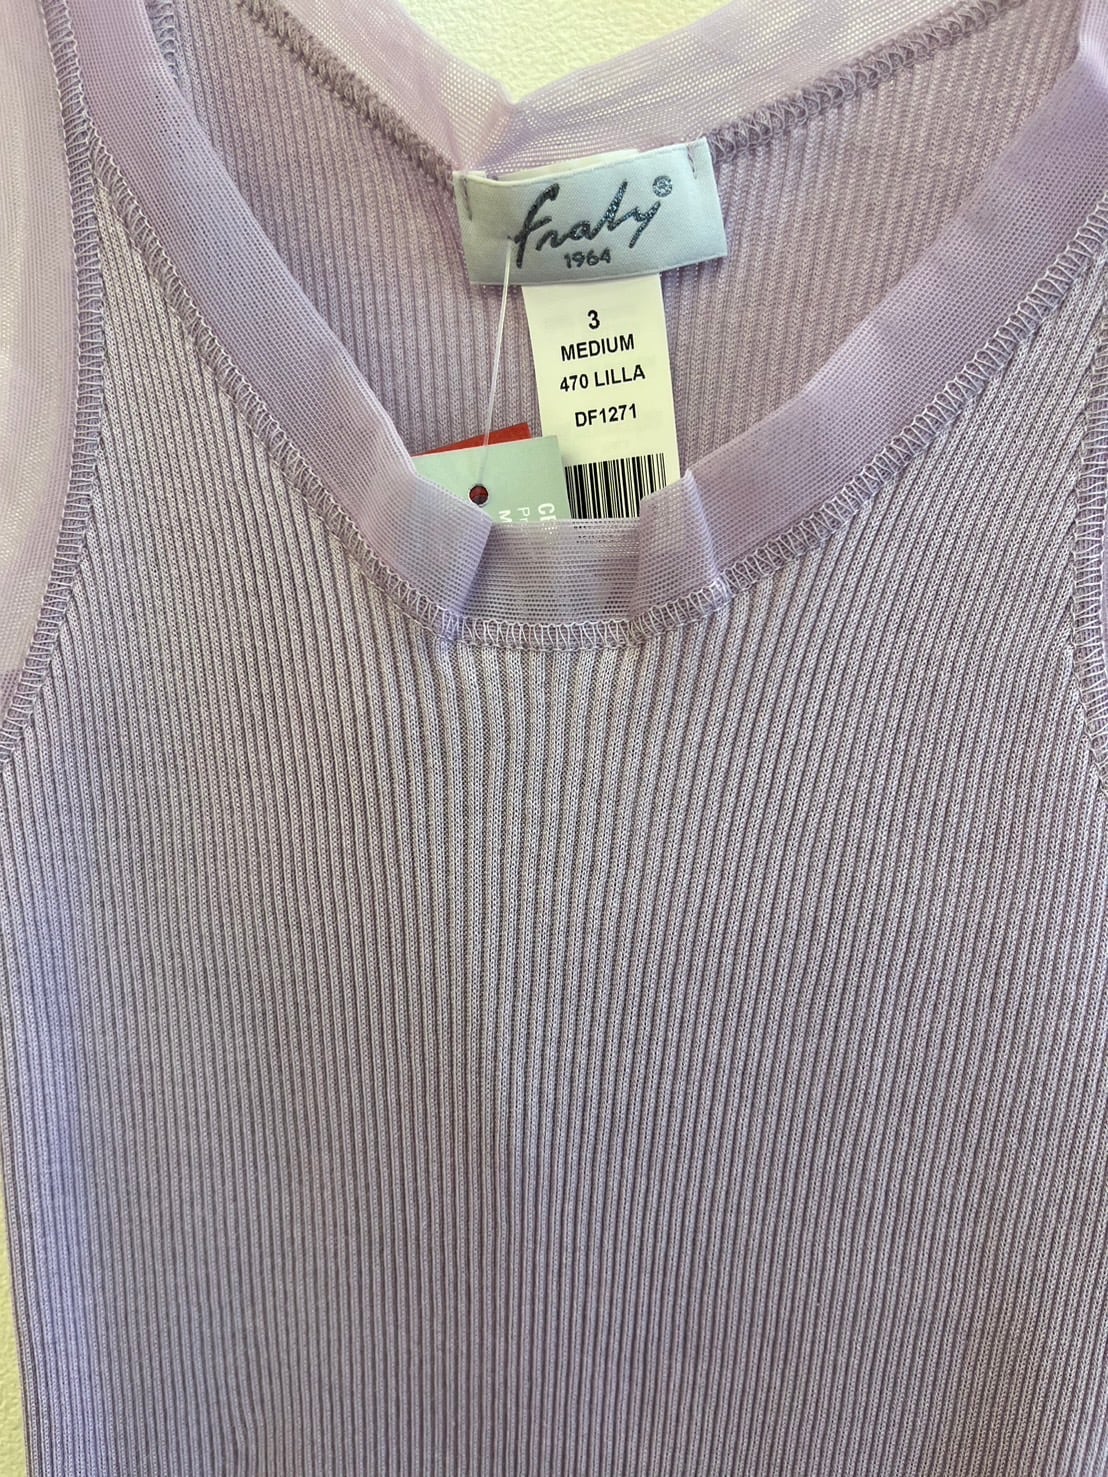 fraly®
1964
3
MEDIUM
470 LILLA
DF1271